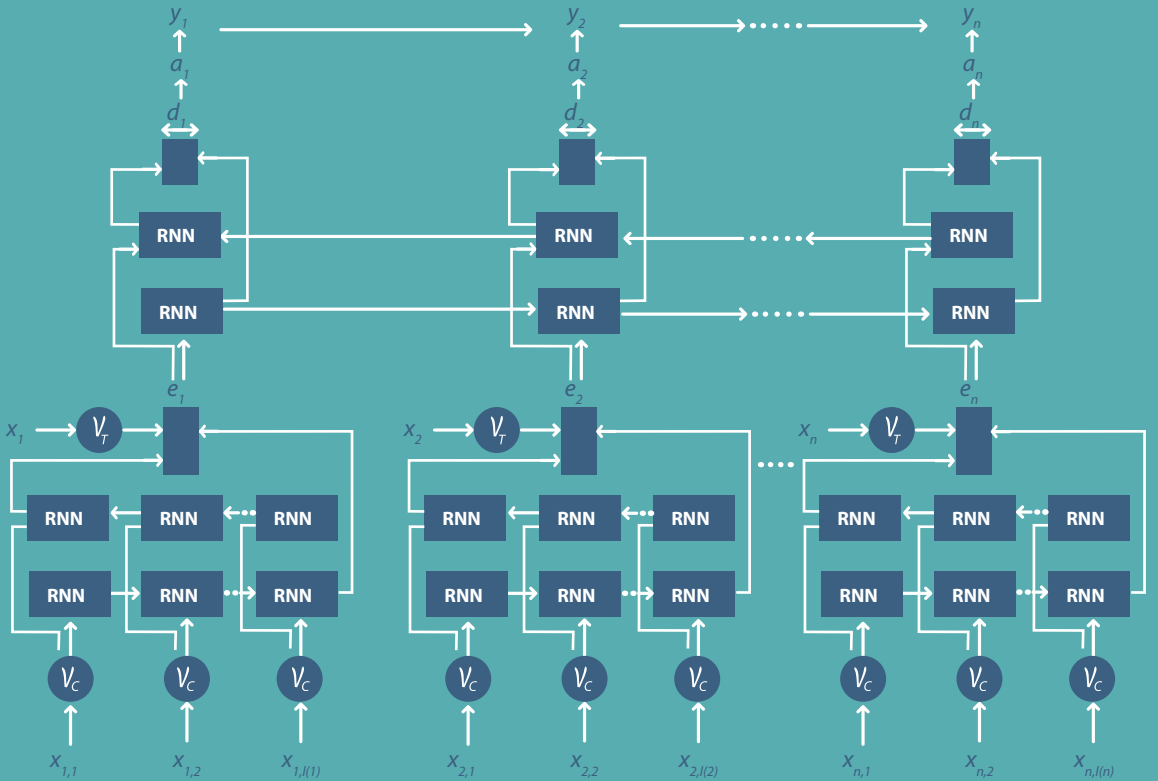 y1 y2 yn
a1 a2 an
d1 d2 dn
RNN RNN RNN
RNN RNN RNN
e1 e2 en
x1 VT x2 VT xn VT
RNN RNN RNN RNN RNN RNN RNN RNN RNN
RNN RNN RNN RNN RNN RNN RNN RNN RNN
VC VC VC VC VC VC VC VC VC
x1,1 x1,2 x1,l(1) x2,1 x2,2 x2,l(2) xn,1 xn,2 xn,l(n)